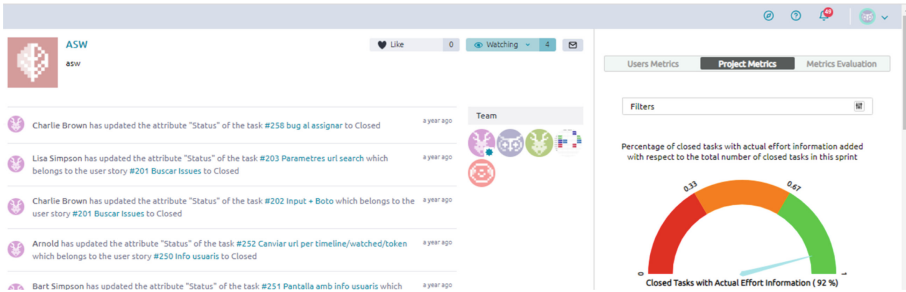 49
ASW
asw
Like 0
Watching 4
Charlie Brown has updated the attribute "Status" of the task #258 bug al assignar to Closed
a year ago
Lisa Simpson has updated the attribute "Status" of the task #203 Parametres url search which
belongs to the user story #201 Buscar Issues to Closed
a year ago
Charlie Brown has updated the attribute "Status" of the task #202 Input + Boto which belongs to the
user story #201 Buscar Issues to Closed
a year ago
Arnold has updated the attribute "Status" of the task #252 Canviar url per timeline/watched/token
which belongs to the user story #250 Info usuaris to Closed
a year ago
Bart Simpson has updated the attribute "Status" of the task #251 Pantalla amb info usuaris which
a year ago
Team
Users Metrics
Project Metrics
Metrics Evaluation
Filters
Percentage of closed tasks with actual effort information added
with respect to the total number of closed tasks in this sprint
0.33
0.67
0
1
Closed Tasks with Actual Effort Information ( 92 %)